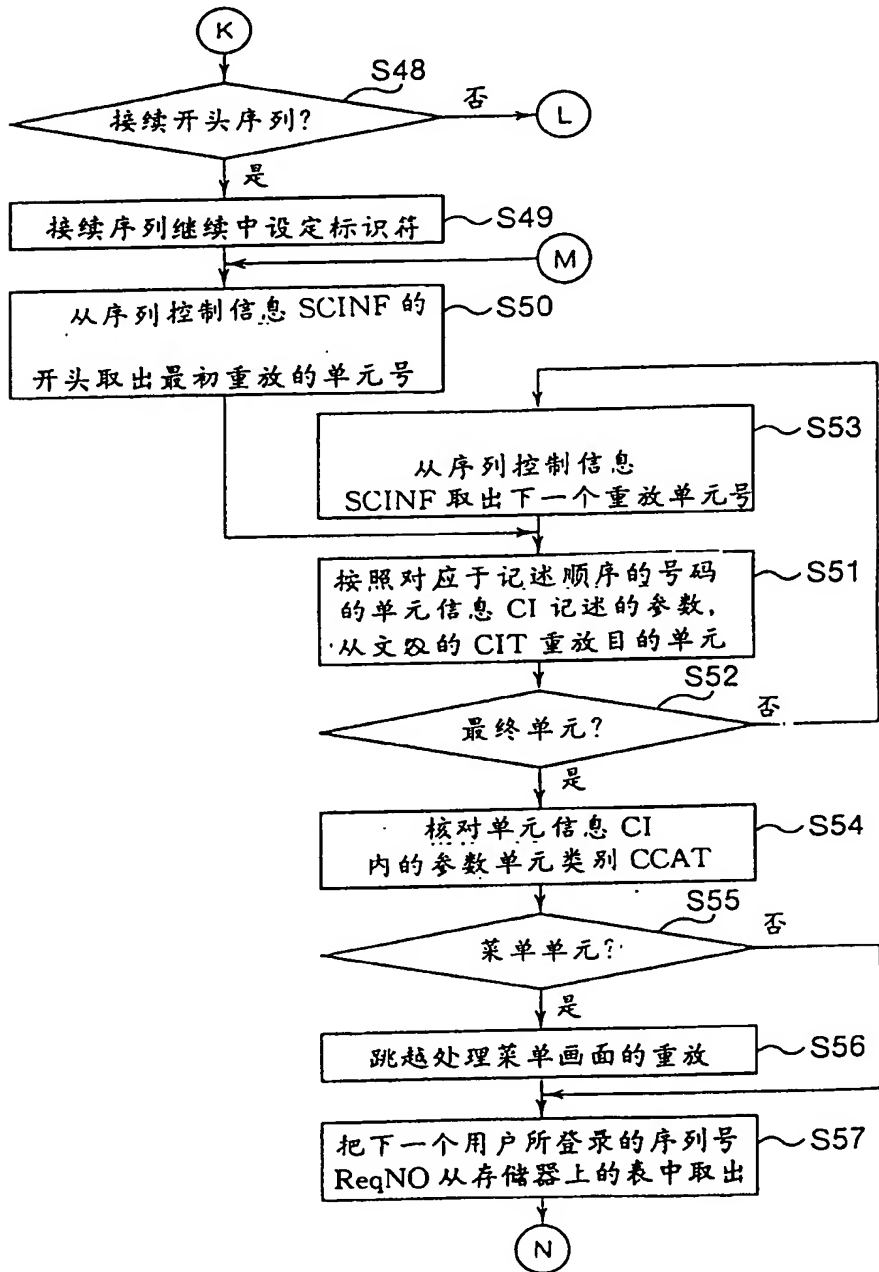 K
S48
接续开头序列?
否
L
是
接续序列继续中设定标识符
S49
M
从序列控制信息 SCINF 的
开头取出最初重放的单元号
S50
S53
从序列控制信息
SCINF 取出下一个重放单元号
按照对应于记述顺序的号码
的单元信息 CI 记述的参数,
从文级的 CIT 重放目的单元
S51
S52
最终单元?
否
是
核对单元信息 CI
内的参数单元类别 CCAT
S54
S55
菜单单元?
否
是
跳越处理菜单画面的重放
S56
把下一个用户所登录的序列号
ReqNO 从存储器上的表中取出
S57
N